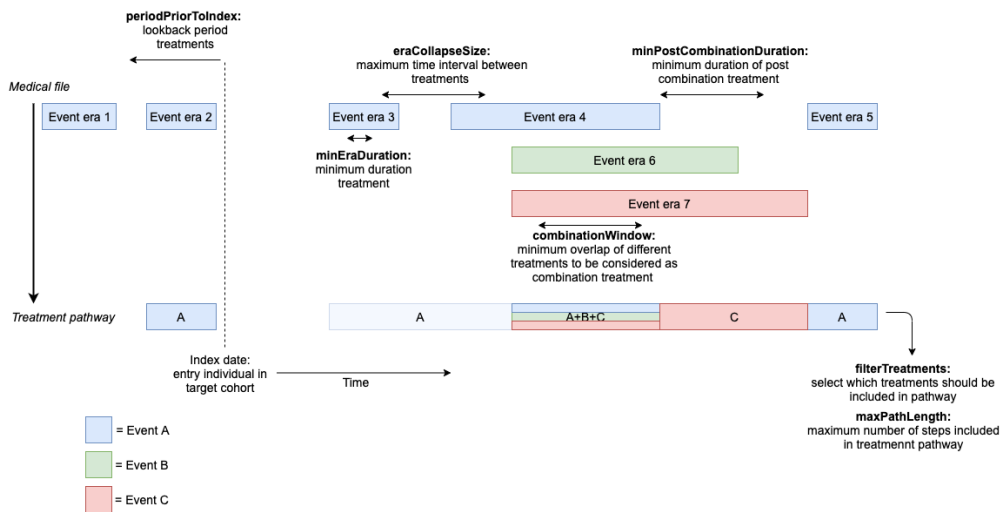 periodPriorToIndex:
lookback period
treatments
eraCollapseSize:
maximum time interval between
treatments
minPostCombinationDuration:
minimum duration of post
combination treatment
Medical file
Event era 1
Event era 2
Event era 3
Event era 4
Event era 5
minEraDuration:
minimum duration
treatment
Event era 6
Event era 7
combinationWindow:
minimum overlap of different
treatments to be considered as
combination treatment
Treatment pathway
A
A
A+B+C
C
A
Index date:
entry individual in
target cohort
Time
filterTreatments:
select which treatments should be
included in pathway
maxPathLength:
maximum number of steps included
in treatmennt pathway
= Event A
= Event B
= Event C